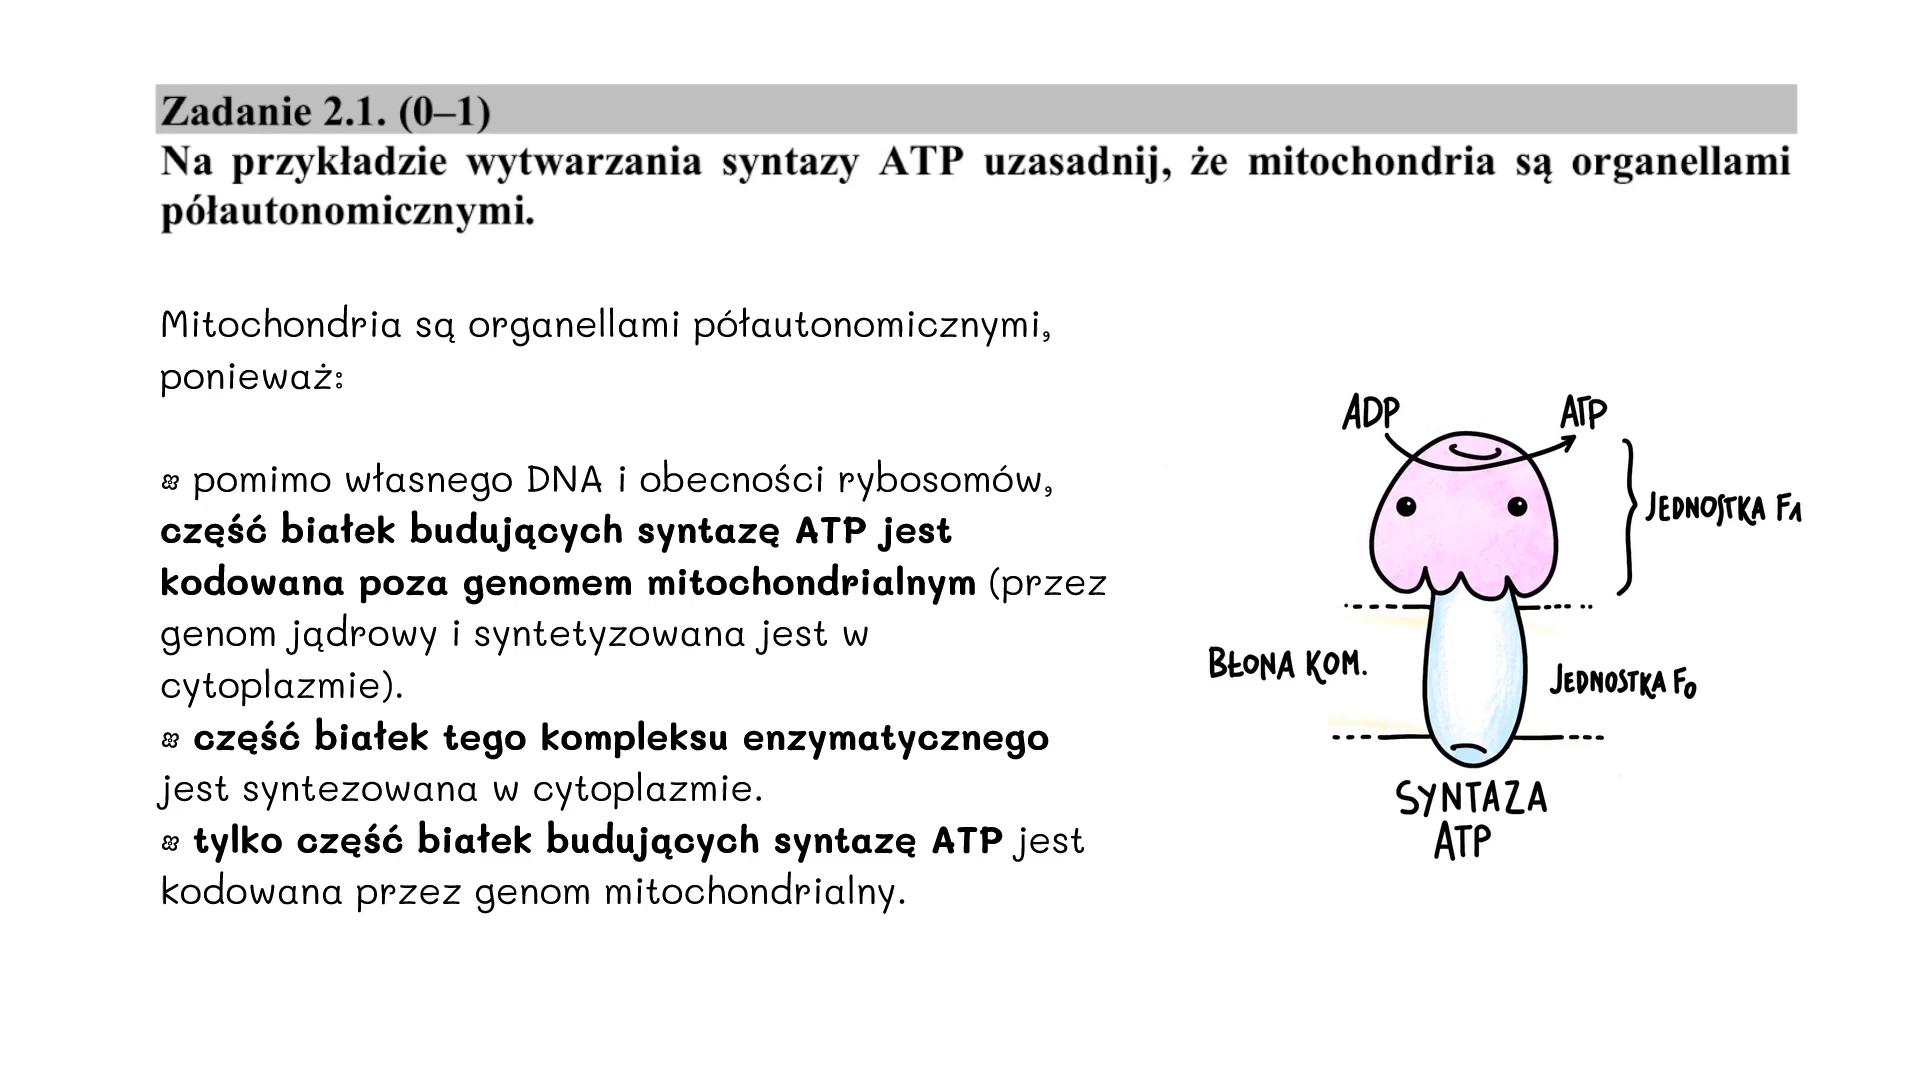 Zadanie 2.1. (0–1)
Na przykładzie wytwarzania syntazy ATP uzasadnij, że mitochondria są organellami
półautonomicznymi.
Mitochondria są organellami półautonomicznymi,
ponieważ:
pomimo własnego DNA i obecności rybosomów,
część białek budujących syntazę ATP jest
kodowana poza genomem mitochondrialnym (przez
genom jądrowy i syntetyzowana jest w
cytoplazmie).
część białek tego kompleksu enzymatycznego
jest syntezowana w cytoplazmie.
tylko część białek budujących syntazę ATP jest
kodowana przez genom mitochondrialny.
ADP
ATP
JEDNOSTKA F1
BŁONA KOM.
JEDNOSTKA F0
SYNTAZA
ATP